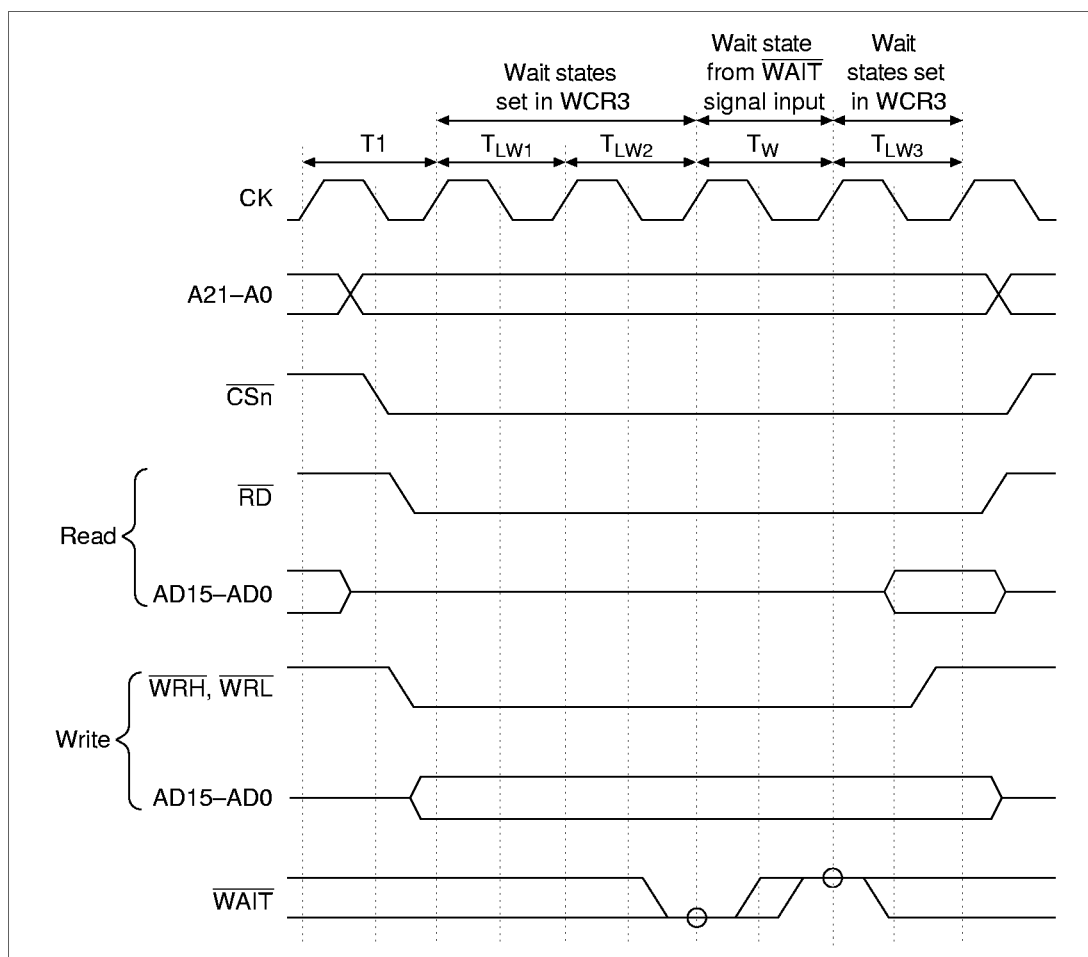 Wait states
set in WCR3
Wait state
from WAIT
signal input
Wait
states set
in WCR3
T1
TLW1
TLW2
TW
TLW3
CK
A21–A0
CSn
Read
RD
AD15–AD0
Write
WRH, WRL
AD15–AD0
WAIT